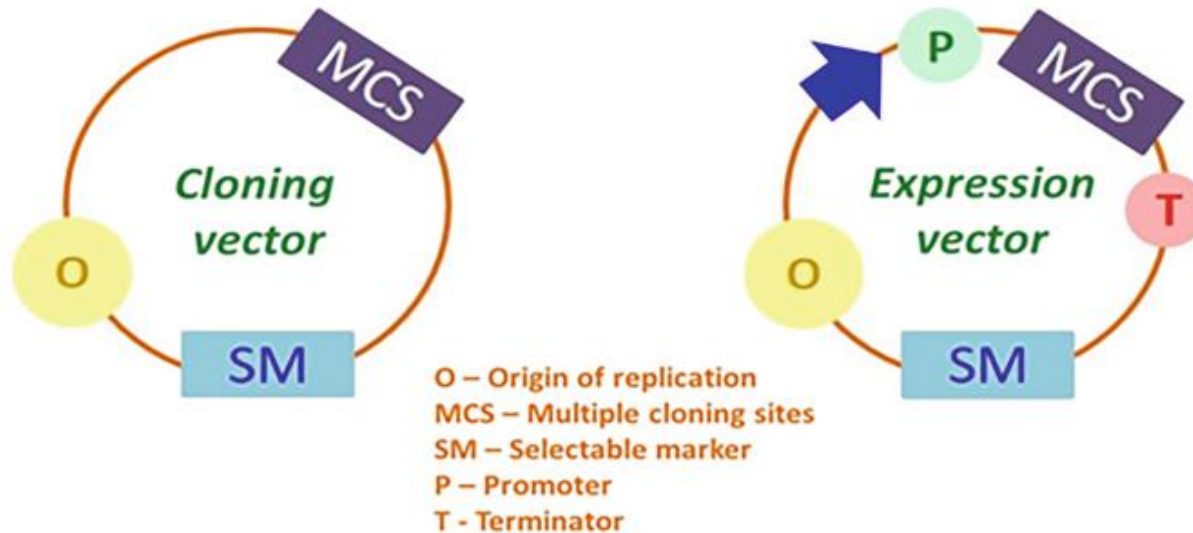 MCS
Cloning
vector
O
SM
P
MCS
Expression
vector
T
O
SM
O – Origin of replication
MCS – Multiple cloning sites
SM – Selectable marker
P – Promoter
T - Terminator